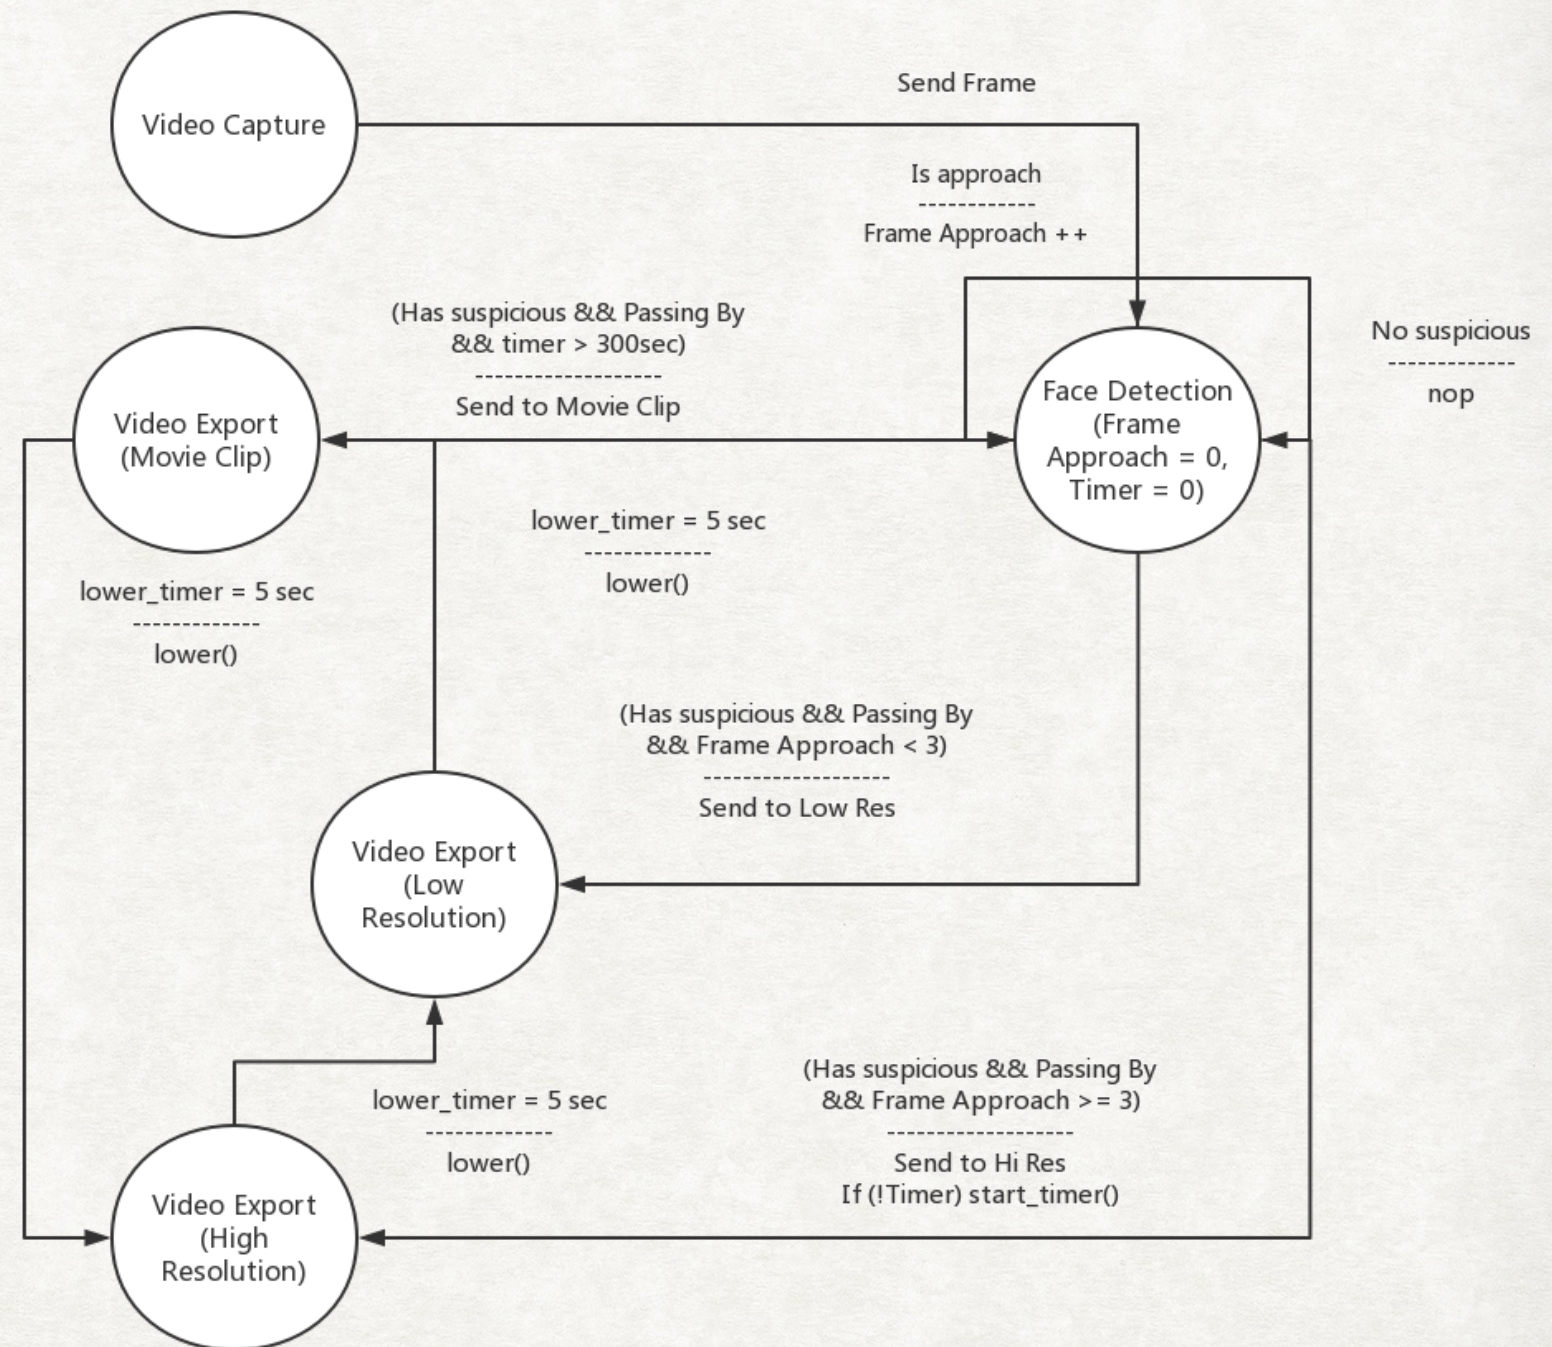 Send Frame
Video Capture
Is approach
------------
Frame Approach ++
(Has suspicious && Passing By
&& timer > 300sec)
-------------------
Send to Movie Clip
No suspicious
-------------
nop
Face Detection
(Frame
Approach = 0,
Timer = 0)
Video Export
(Movie Clip)
lower_timer = 5 sec
-------------
lower()
lower_timer = 5 sec
-------------
lower()
(Has suspicious && Passing By
&& Frame Approach < 3)
-------------------
Send to Low Res
Video Export
(Low
Resolution)
(Has suspicious && Passing By
&& Frame Approach >= 3)
-------------------
Send to Hi Res
If (!Timer) start_timer()
lower_timer = 5 sec
-------------
lower()
Video Export
(High
Resolution)